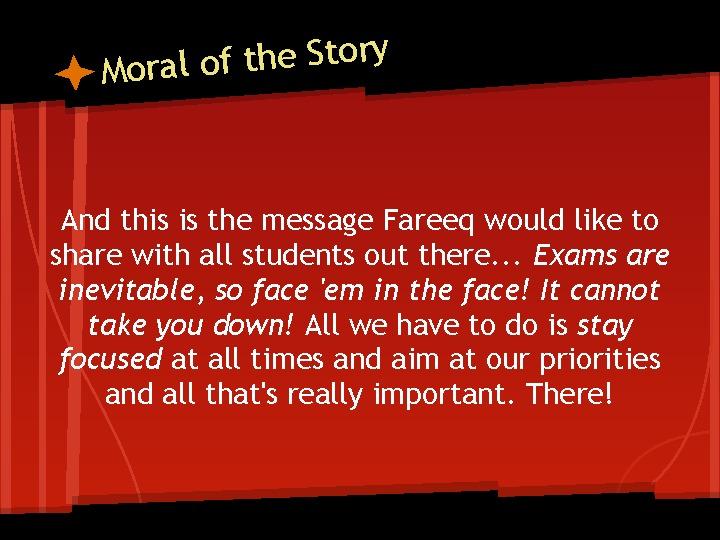 Moral of the Story
And this is the message Fareeq would like to
share with all students out there... Exams are
inevitable, so face 'em in the face! It cannot
take you down! All we have to do is stay
focused at all times and aim at our priorities
and all that's really important. There!